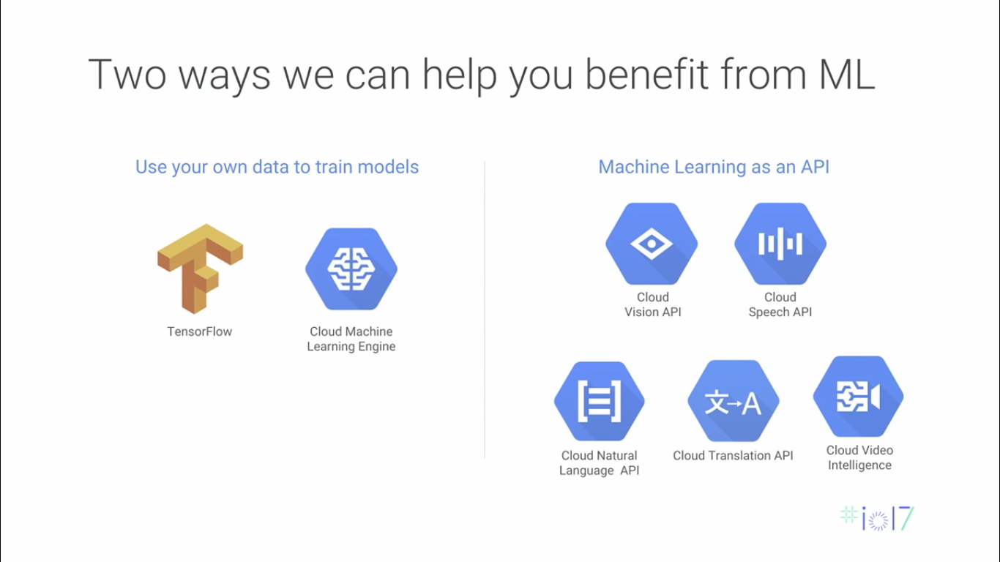 Two ways we can help you benefit from ML
Use your own data to train models
TensorFlow
Cloud Machine
Learning Engine
Machine Learning as an API
Cloud
Vision API
Cloud
Speech API
Cloud Natural
Language API
文→A
Cloud Translation API
Cloud Video
Intelligence
#io17